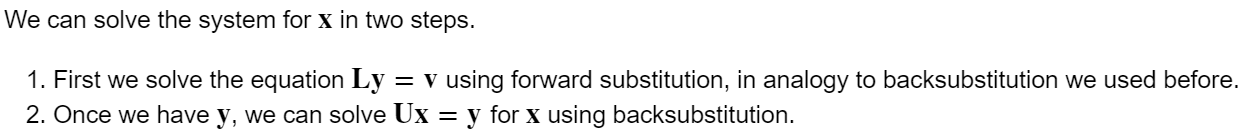 We can solve the system for x in two steps.
1. First we solve the equation Ly = v using forward substitution, in analogy to backsubstitution we used before.
2. Once we have y, we can solve Ux = y for x using backsubstitution.